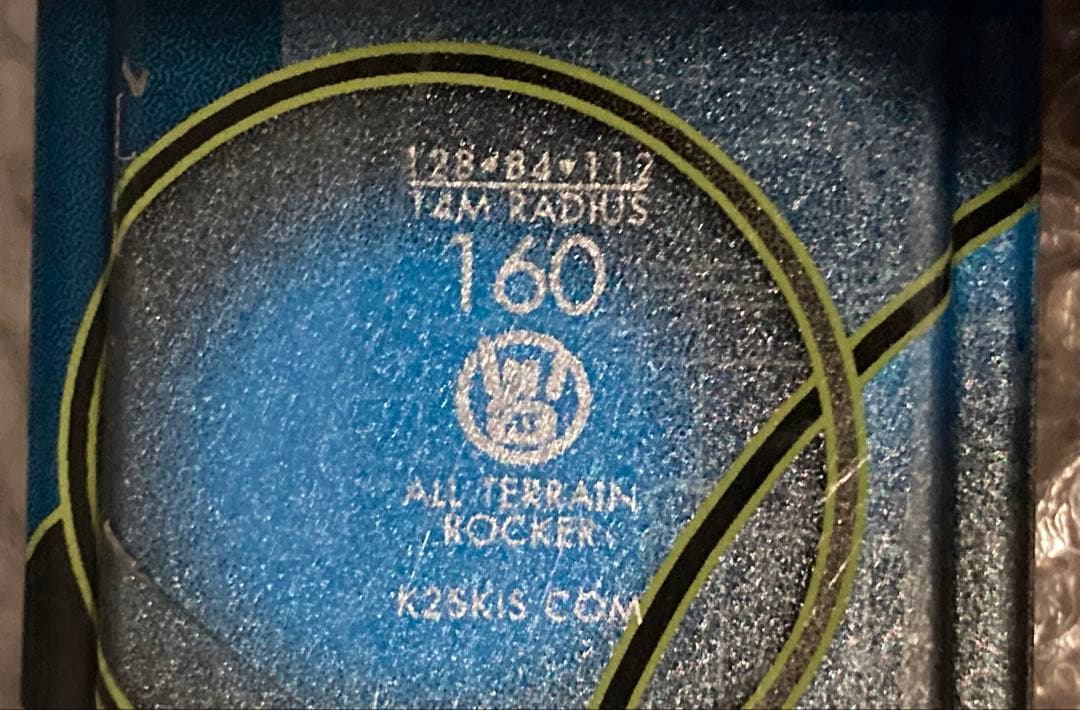 128▾84▾112
14M RADIUS
160
ALL TERRAIN
ROCKER
K2SKIS.COM